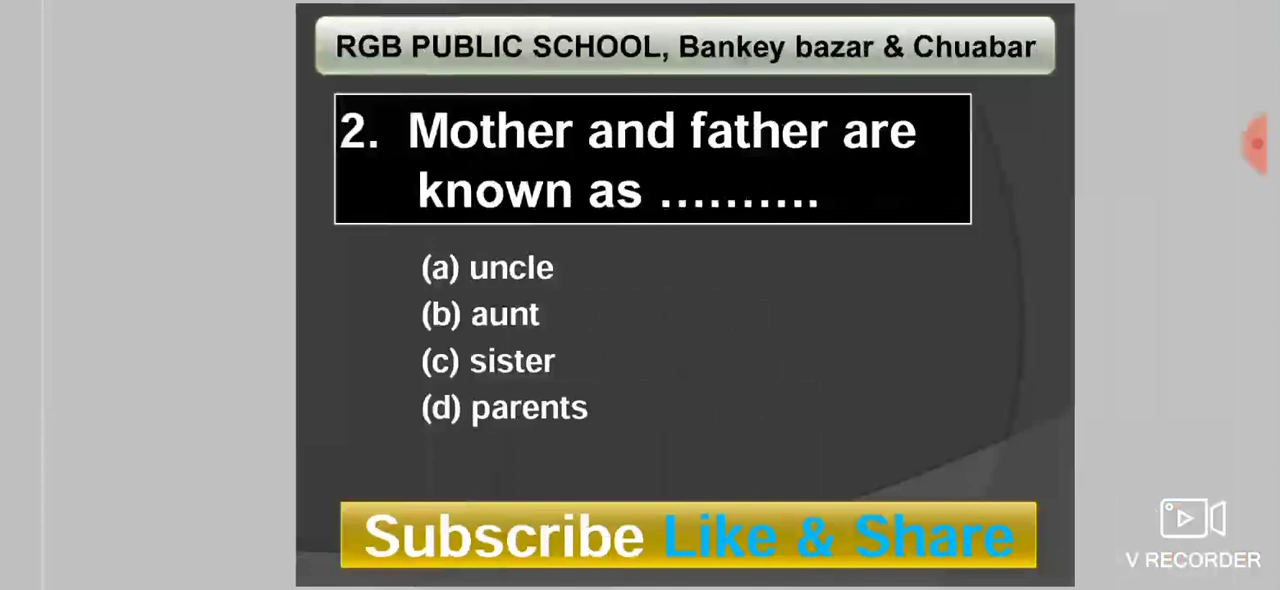 RGB PUBLIC SCHOOL, Bankey bazar & Chuabar
2. Mother and father are
known as ..........
(a) uncle
(b) aunt
(c) sister
(d) parents
Subscribe Like & Share
V RECORDER